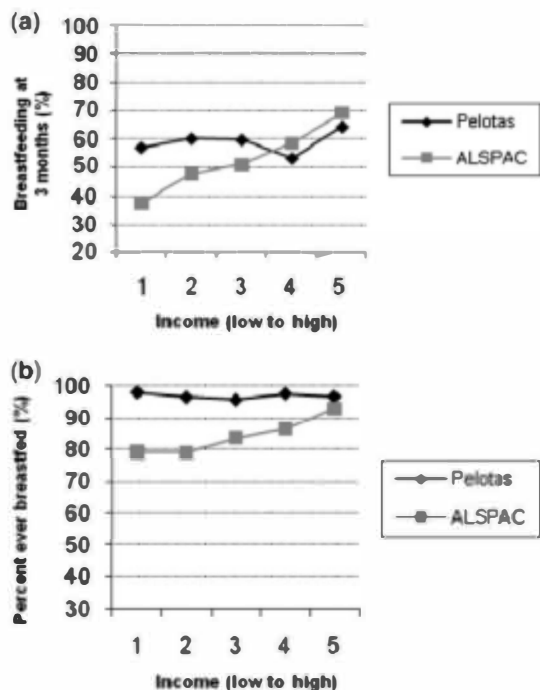 (a)
Breastfeeding at
3 months (%)
100
90
80
70
60
50
40
30
20
1 2 3 4 5
Income (low to high)
Pelotas
ALSPAC
(b)
Percent ever breastfed (%)
100
90
80
70
60
50
40
30
1 2 3 4 5
Income (low to high)
Pelotas
ALSPAC